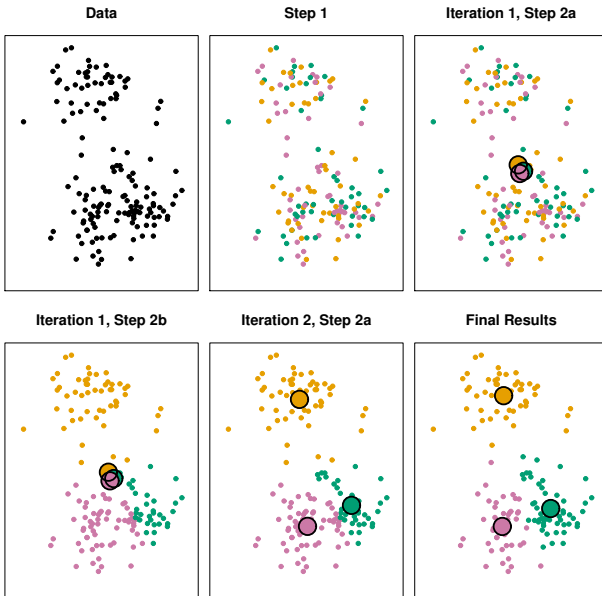 Data
Step 1
Iteration 1, Step 2a
Iteration 1, Step 2b
Iteration 2, Step 2a
Final Results